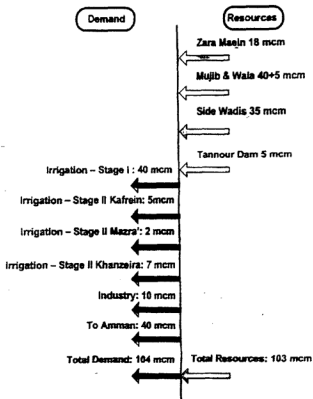 Demand
Resources
Zara Maein 18 mcm
Mujib & Wala 40+5 mcm
Side Wadis 35 mcm
Tannour Dam 5 mcm
Irrigation – Stage I : 40 mcm
Irrigation – Stage II Kafrein: 5mcm
Irrigation – Stage II Mazra': 2 mcm
Irrigation – Stage II Khanzeira: 7 mcm
Industry: 10 mcm
To Amman: 40 mcm
Total Demand: 104 mcm
Total Resources: 103 mcm